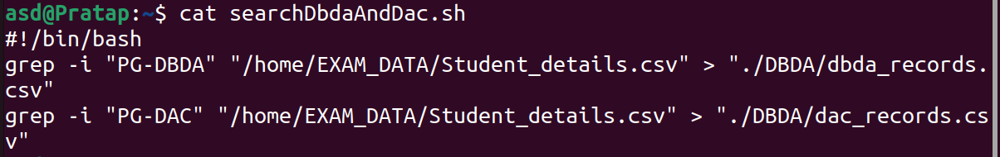 asd@Pratap:~$ cat searchDbdaAndDac.sh
#!/bin/bash
grep -i "PG-DBDA" "/home/EXAM_DATA/Student_details.csv" > "./DBDA/dbda_records.
csv"
grep -i "PG-DAC" "/home/EXAM_DATA/Student_details.csv" > "./DBDA/dac_records.cs
v"